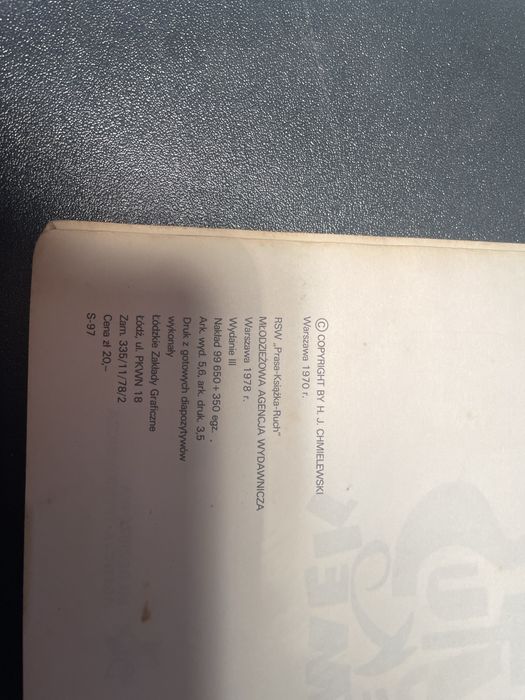 © COPYRIGHT BY H. J. CHMIELEWSKI
Warszawa 1970 r.
RSW „Prasa-Książka-Ruch"
MŁODZIEŻOWA AGENCJA WYDAWNICZA
Warszawa 1978 r.
Wydanie III
Nakład 99 650 + 350 egz.
Ark. wyd. 5,6, ark. druk. 3,5
Druk z gotowych diapozytywów
wykonały
Łódzkie Zakłady Graficzne
Łódź, ul. PKWN 18
Zam. 335/11/78/2
Cena zł 20,–
S-97